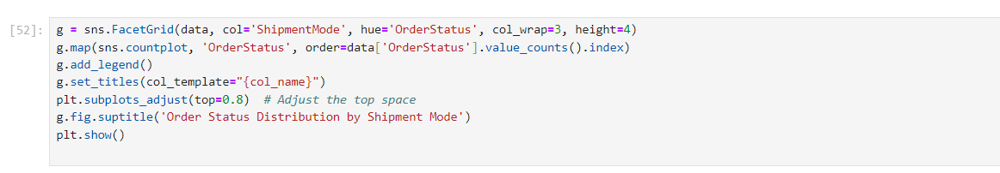 [52]: g = sns.FacetGrid(data, col='ShipmentMode', hue='OrderStatus', col_wrap=3, height=4)
g.map(sns.countplot, 'OrderStatus', order=data['OrderStatus'].value_counts().index)
g.add_legend()
g.set_titles(col_template="{col_name}")
plt.subplots_adjust(top=0.8)  # Adjust the top space
g.fig.suptitle('Order Status Distribution by Shipment Mode')
plt.show()